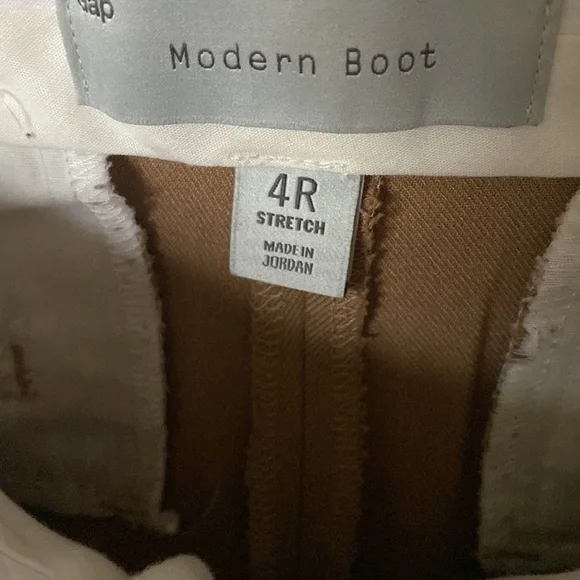 Gap
Modern Boot
4R
STRETCH
MADE IN
JORDAN